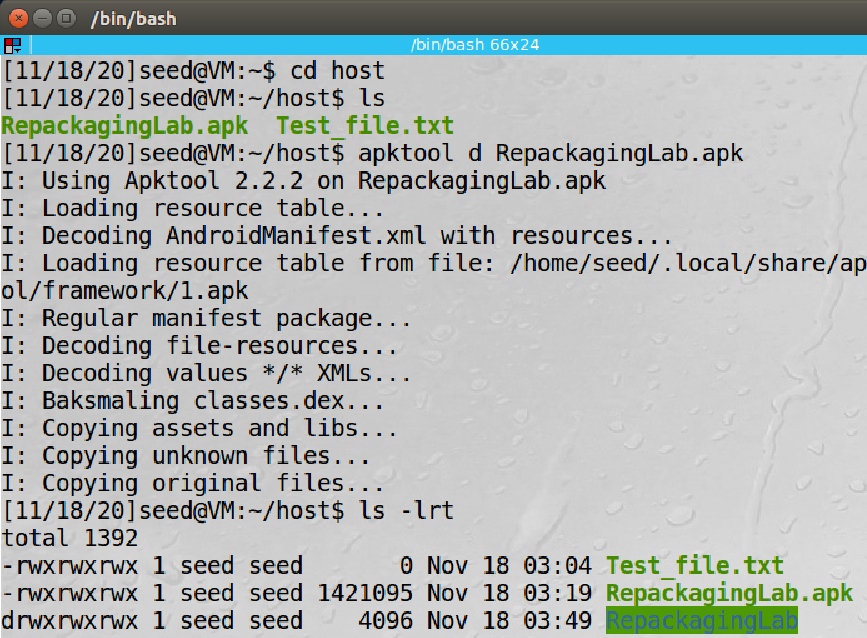 /bin/bash
/bin/bash 66x24
[11/18/20]seed@VM:~$ cd host
[11/18/20]seed@VM:~/host$ ls
RepackagingLab.apk  Test_file.txt
[11/18/20]seed@VM:~/host$ apktool d RepackagingLab.apk
I: Using Apktool 2.2.2 on RepackagingLab.apk
I: Loading resource table...
I: Decoding AndroidManifest.xml with resources...
I: Loading resource table from file: /home/seed/.local/share/ap
ol/framework/1.apk
I: Regular manifest package...
I: Decoding file-resources...
I: Decoding values */* XMLs...
I: Baksmaling classes.dex...
I: Copying assets and libs...
I: Copying unknown files...
I: Copying original files...
[11/18/20]seed@VM:~/host$ ls -lrt
total 1392
-rwxrwxrwx 1 seed seed       0 Nov 18 03:04 Test_file.txt
-rwxrwxrwx 1 seed seed 1421095 Nov 18 03:19 RepackagingLab.apk
drwxrwxrwx 1 seed seed    4096 Nov 18 03:49 RepackagingLab